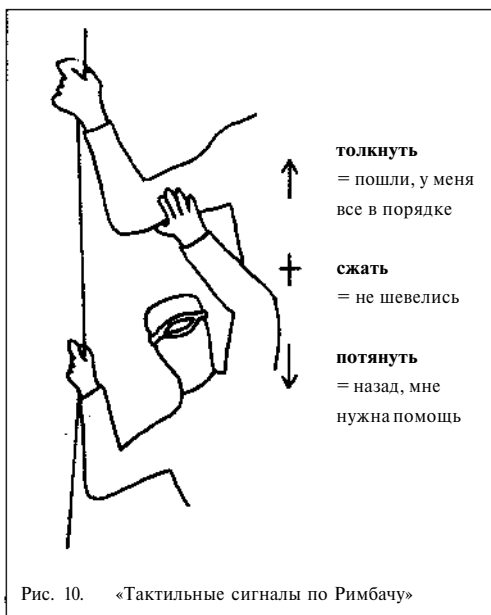 толкнуть
= пошли, у меня
все в порядке
сжать
= не шевелись
потянуть
= назад, мне
нужна помощь
Рис. 10. «Тактильные сигналы по Римбачу»